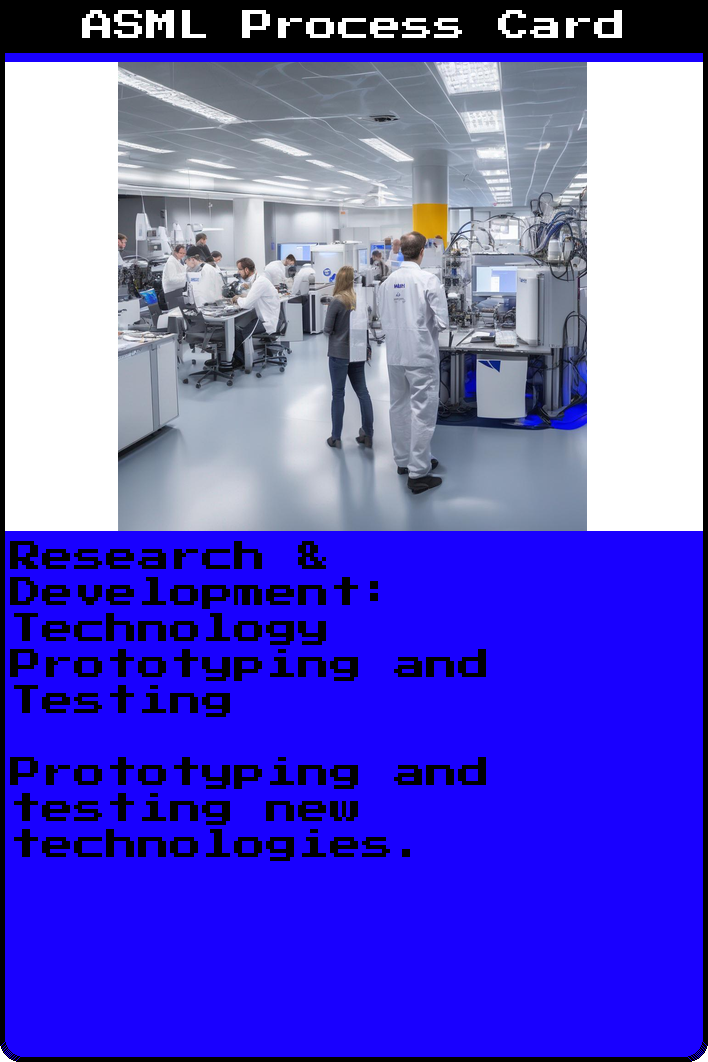 ASML Process Card
Research &
Development:
Technology
Prototyping and
Testing
Prototyping and
testing new
technologies.